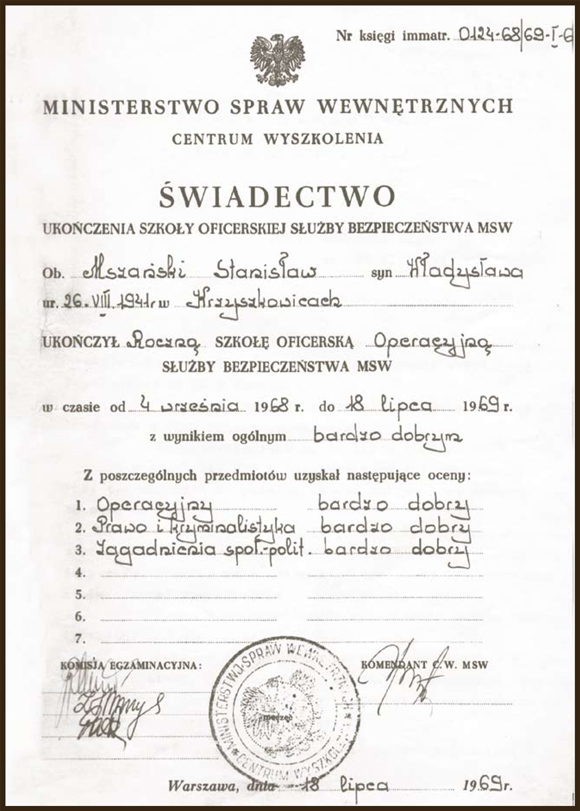 Nr księgi immatr. 0124-68/69-I-6
MINISTERSTWO SPRAW WEWNĘTRZNYCH
CENTRUM WYSZKOLENIA
ŚWIADECTWO
UKOŃCZENIA SZKOŁY OFICERSKIEJ SŁUŻBY BEZPIECZEŃSTWA MSW
Ob. Mszański Stanisław syn Władysława
ur. 26.VIII.1941r w Krzyszkowicach
UKOŃCZYŁ Roczną SZKOŁĘ OFICERSKĄ Operacyjną
SŁUŻBY BEZPIECZEŃSTWA MSW
w czasie od 4 września 1968 r. do 18 lipca 1969 r.
z wynikiem ogólnym bardzo dobrym
Z poszczególnych przedmiotów uzyskał następujące oceny:
1. Operacyjny bardzo dobry
2. Prawo i kryminalistyka bardzo dobry
3. Zagadnienia społ.-polit. bardzo dobry
4.
5.
6.
7.
KOMISJA EGZAMINACYJNA: KOMENDANT C.W. MSW
MINISTERSTWO SPRAW WEWNĘTRZNYCH
CENTRUM WYSZKOLENIA
Warszawa, dnia 18 lipca 1969 r.